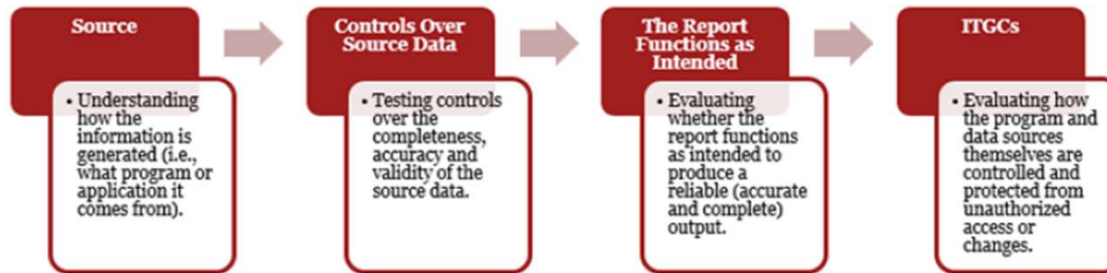 Source
• Understanding
how the
information is
generated (i.e.,
what program or
application it
comes from).
Controls Over
Source Data
• Testing controls
over the
completeness,
accuracy and
validity of the
source data.
The Report
Functions as
Intended
• Evaluating
whether the
report functions
as intended to
produce a
reliable (accurate
and complete)
output.
ITGCs
• Evaluating how
the program and
data sources
themselves are
controlled and
protected from
unauthorized
access or
changes.